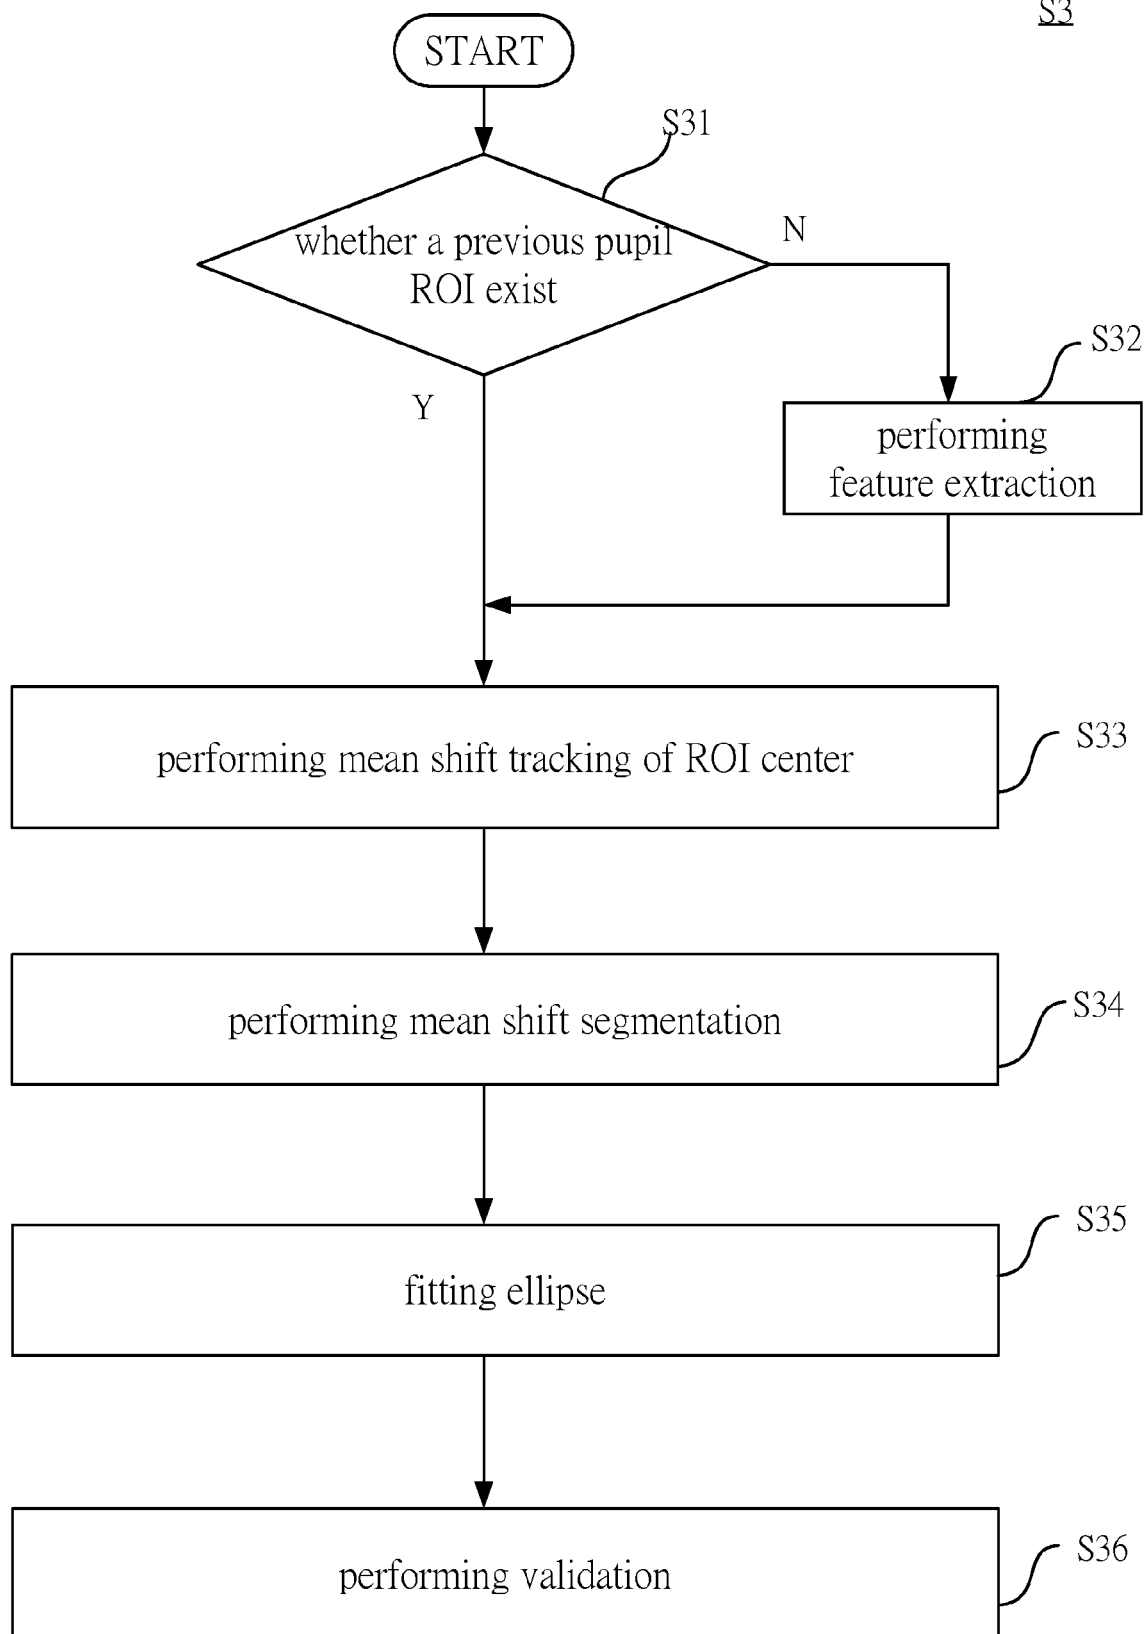 S3
START
S31
whether a previous pupil
ROI exist
N
Y
S32
performing
feature extraction
performing mean shift tracking of ROI center
S33
performing mean shift segmentation
S34
fitting ellipse
S35
performing validation
S36